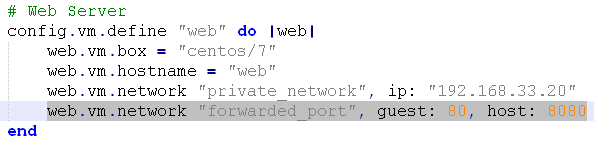 # Web Server
config.vm.define "web" do |web|
web.vm.box = "centos/7"
web.vm.hostname = "web"
web.vm.network "private_network", ip: "192.168.33.20"
web.vm.network "forwarded_port", guest: 80, host: 8080
end